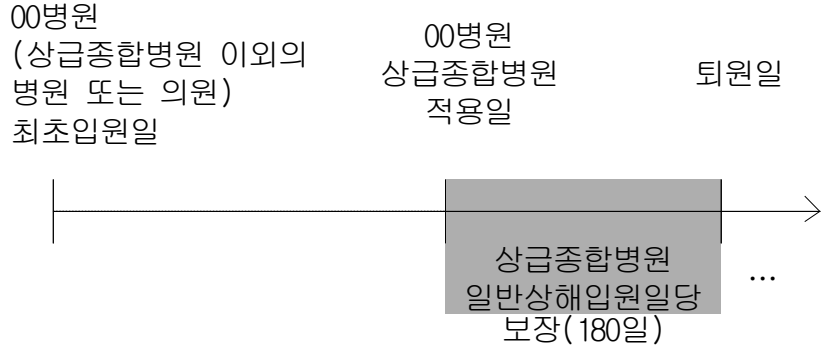 00병원
(상급종합병원 이외의
병원 또는 의원)
최초입원일
00병원
상급종합병원
적용일
퇴원일
상급종합병원
일반상해입원일당
보장(180일)
...